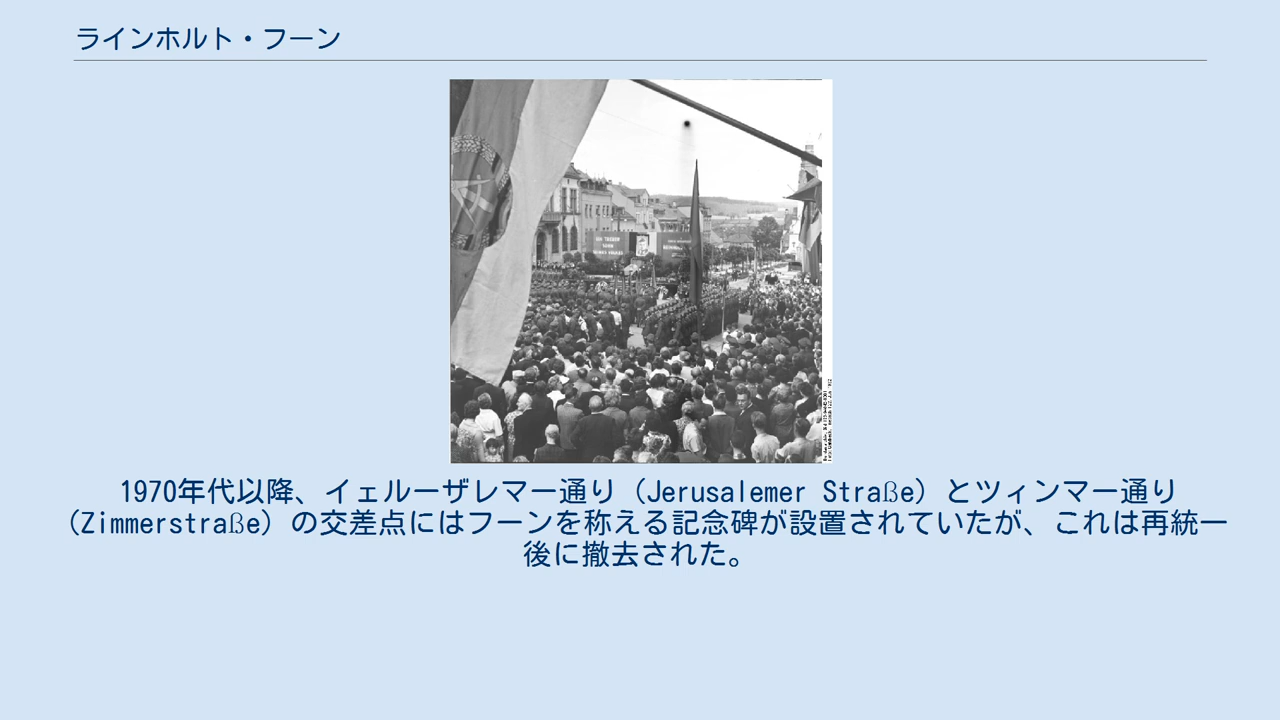 ラインホルト・フーン
1970年代以降、イェルーザレマー通り（Jerusalemer Straße）とツィンマー通り
（Zimmerstraße）の交差点にはフーンを称える記念碑が設置されていたが、これは再統一
後に撤去された。